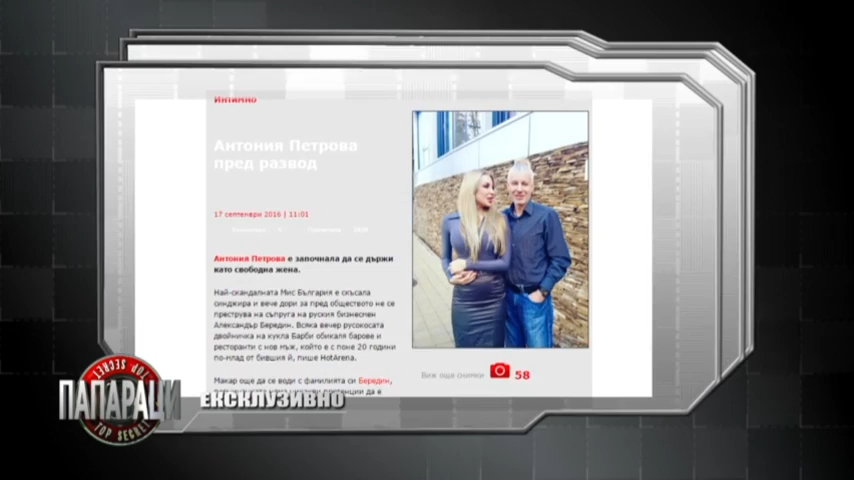 Интимно
Антония Петрова
пред развод
17 септември 2016 | 11:01
Антония Петрова е започнала да се държи
като свободна жена.
Най-скандалната Мис България е скъсала
синджира и вече дори за пред обществото не се
преструва на съпруга на руския бизнесмен
Александър Бередин. Всяка вечер русокосата
двойничка на кукла Барби обикаля барове и
ресторанти с нов мъж, който е с поне 20 години
по-млад от бившия ѝ, пише HotArena.
Макар още да се води с фамилията си Бередин,
да е
Виж още снимки 58
TOP SECRET
ПАПАРАЦИ
TOP SECRET
ЕКСКЛУЗИВНО